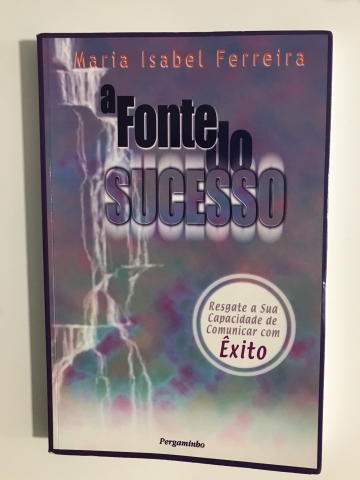 Maria Isabel Ferreira
a Fonte do
SUCESSO
Resgate a Sua
Capacidade de
Comunicar com
Êxito
Pergaminho